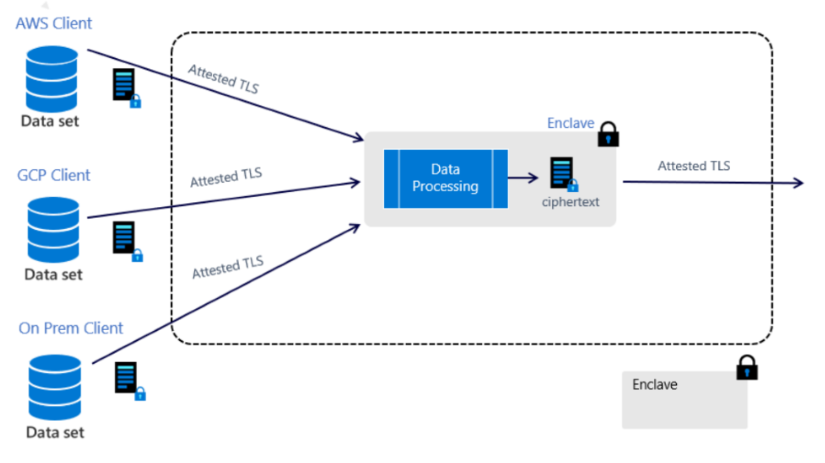 AWS Client
Data set
Attested TLS
GCP Client
Data set
Attested TLS
On Prem Client
Data set
Attested TLS
Enclave
Data
Processing
ciphertext
Attested TLS
Enclave